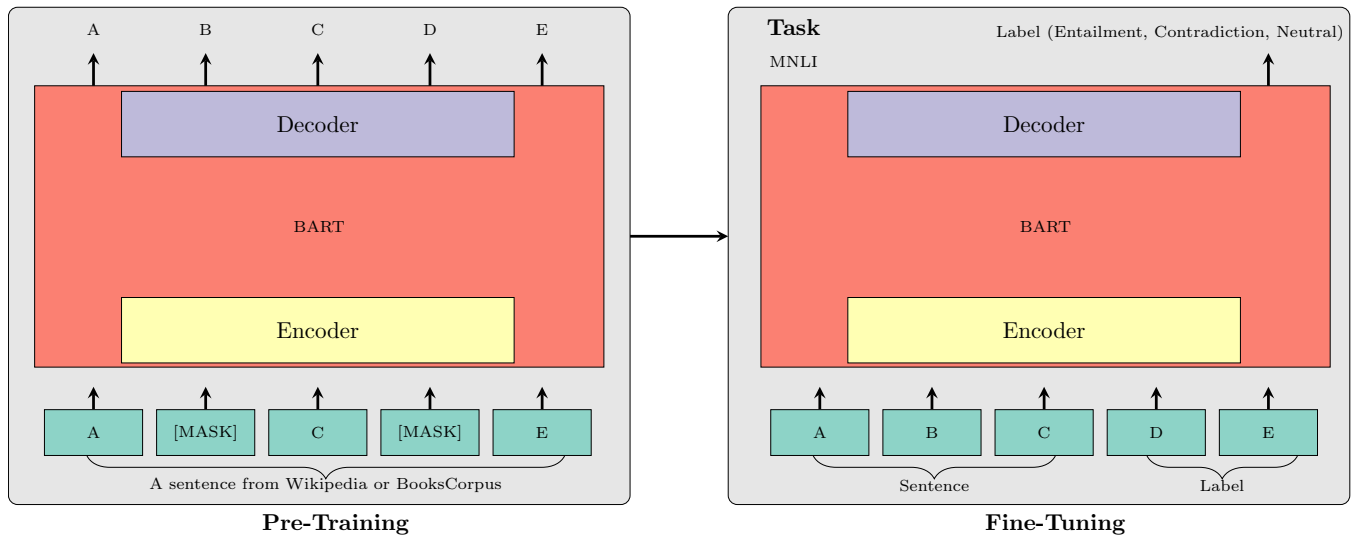 A B C D E
Decoder
BART
Encoder
A [MASK] C [MASK] E
A sentence from Wikipedia or BooksCorpus
Pre-Training
Task
Label (Entailment, Contradiction, Neutral)
MNLI
Decoder
BART
Encoder
A B C D E
Sentence Label
Fine-Tuning